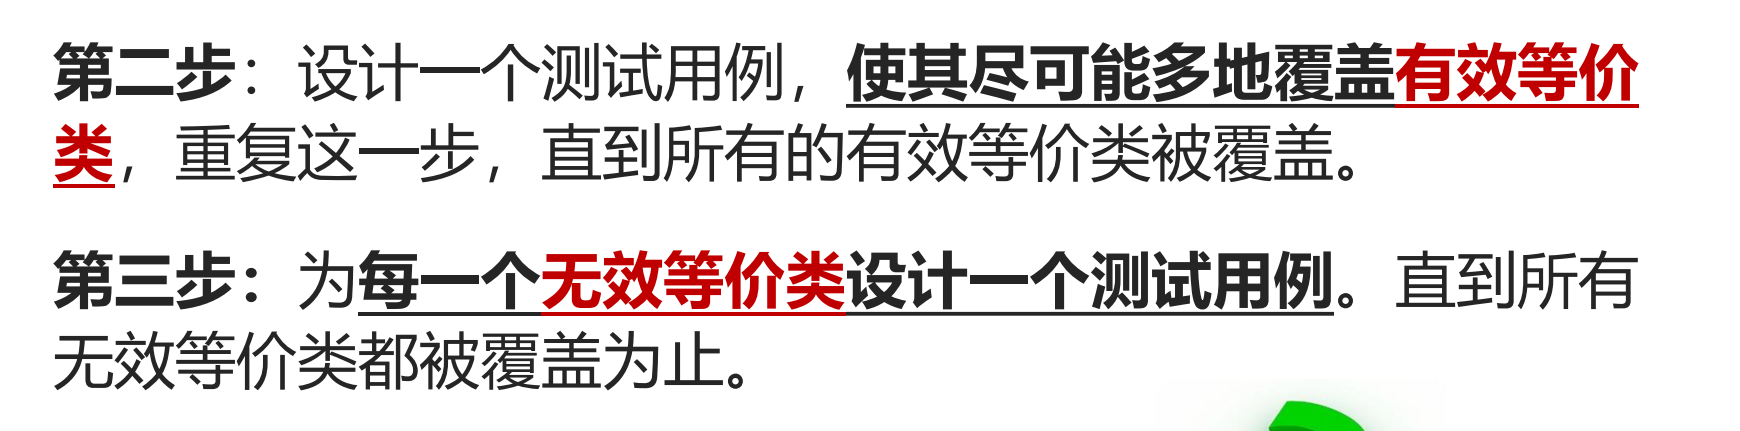 第二步：设计一个测试用例，使其尽可能多地覆盖有效等价
类，重复这一步，直到所有的有效等价类被覆盖。
第三步：为每一个无效等价类设计一个测试用例。直到所有
无效等价类都被覆盖为止。